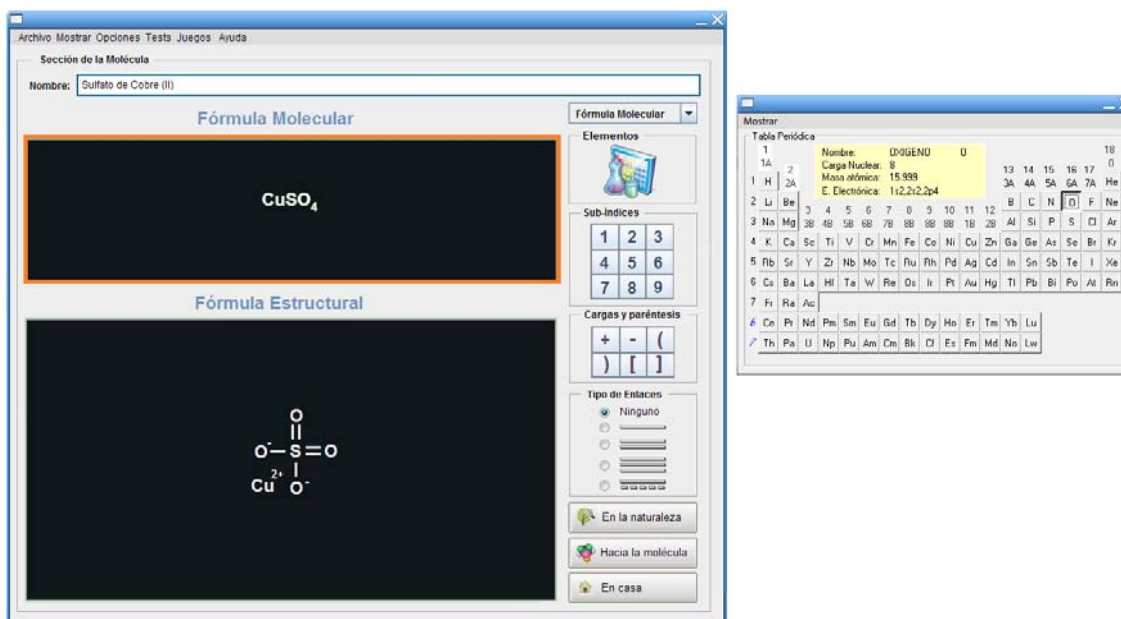 Archivo Mostrar Opciones Tests Juegos Ayuda
Sección de la Molécula
Nombre: Sulfato de Cobre (II)
Fórmula Molecular
CuSO4
Fórmula Estructural
O
O- S O
Cu 2+ O-
Fórmula Molecular
Elementos
Sub-índices
1 2 3
4 5 6
7 8 9
Cargas y paréntesis
+ - (
) [ ]
Tipo de Enlaces
Ninguno
En la naturaleza
Hacia la molécula
En casa
Mostrar
Tabla Periódica
Nombre: OXIGENO O
Carga Nuclear: 8
Masa atómica: 15.999
E. Electrónica: 1s2,2s2,2p4
1 18
1A 2 13 14 15 16 17 0
1 H 2A 3A 4A 5A 6A 7A He
2 Li Be B C N O F Ne
3 4 5 6 7 8 9 10 11 12
3 Na Mg 3B 4B 5B 6B 7B 8B 8B 8B 1B 2B Al Si P S Cl Ar
4 K Ca Sc Ti V Cr Mn Fe Co Ni Cu Zn Ga Ge As Se Br Kr
5 Rb Sr Y Zr Nb Mo Tc Ru Rh Pd Ag Cd In Sn Sb Te I Xe
6 Cs Ba La Hf Ta W Re Os Ir Pt Au Hg Tl Pb Bi Po At Rn
7 Fr Ra Ac
6 Ce Pr Nd Pm Sm Eu Gd Tb Dy Ho Er Tm Yb Lu
7 Th Pa U Np Pu Am Cm Bk Cf Es Fm Md No Lw